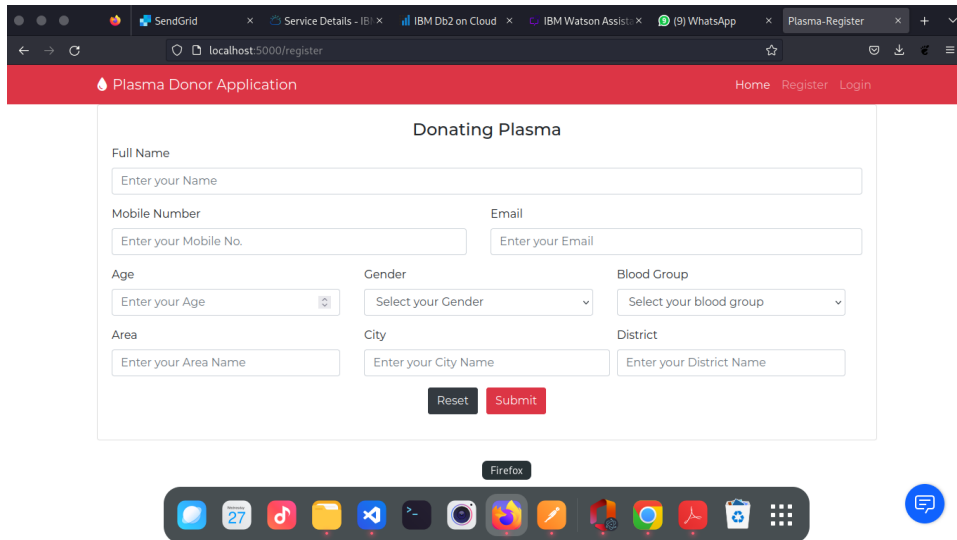 SendGrid × Service Details - IBM × IBM Db2 on Cloud × IBM Watson Assista × (9) WhatsApp × Plasma-Register × +
localhost:5000/register
Plasma Donor Application Home Register Login
Donating Plasma
Full Name
Enter your Name
Mobile Number Email
Enter your Mobile No. Enter your Email
Age Gender Blood Group
Enter your Age Select your Gender Select your blood group
Area City District
Enter your Area Name Enter your City Name Enter your District Name
Reset Submit
Firefox
27